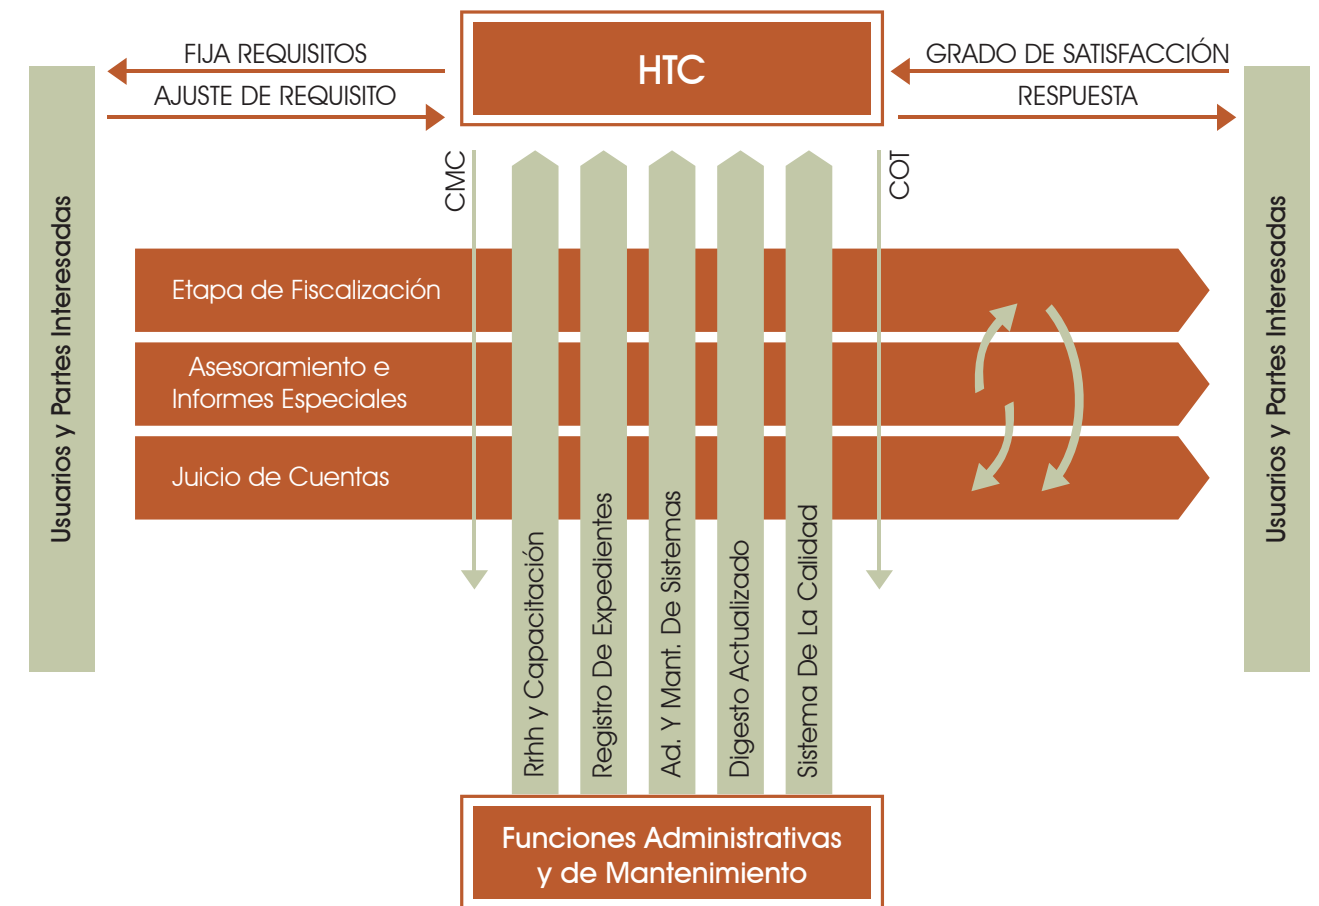 HTC
FIJA REQUISITOS
AJUSTE DE REQUISITO
GRADO DE SATISFACCIÓN
RESPUESTA
CMC
COT
Usuarios y Partes Interesadas
Etapa de Fiscalización
Asesoramiento e
Informes Especiales
Juicio de Cuentas
Usuarios y Partes Interesadas
Rrhh y Capacitación
Registro De Expedientes
Ad. Y Mant. De Sistemas
Digesto Actualizado
Sistema De La Calidad
Funciones Administrativas
y de Mantenimiento